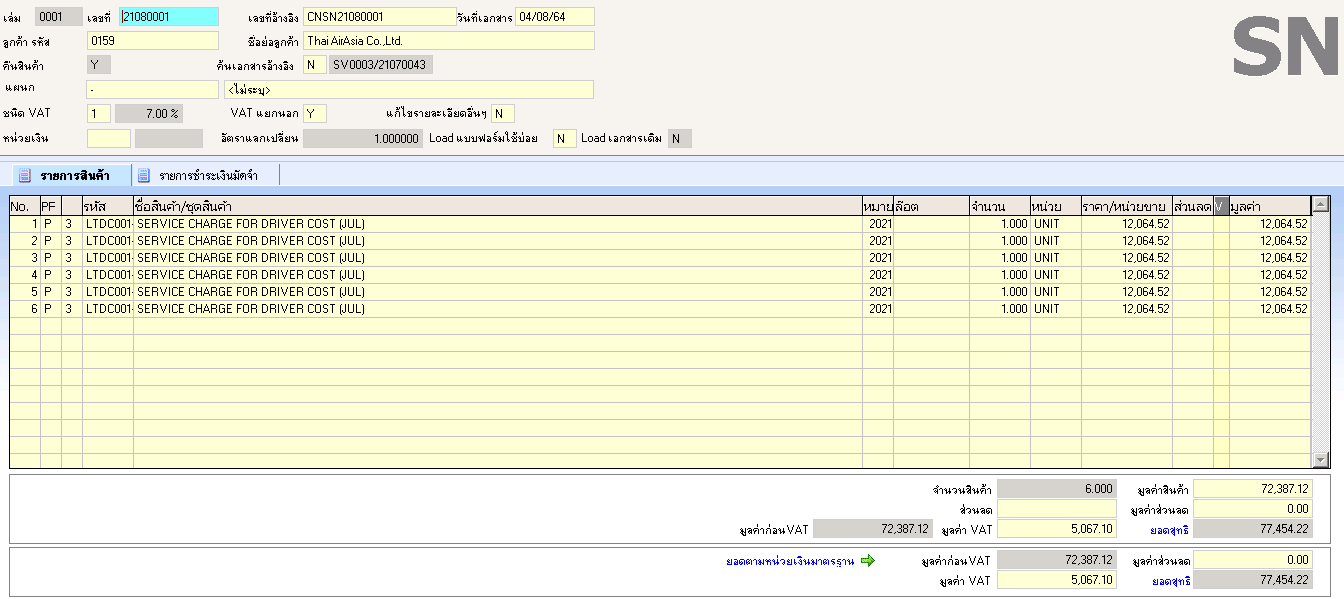 เล่ม 0001 เลขที่ 21080001 เลขที่อ้างอิง CNSN21080001 วันที่เอกสาร 04/08/64
SN
ลูกค้า รหัส 0159 ชื่อย่อลูกค้า Thai AirAsia Co.,Ltd.
คืนสินค้า Y ค้นเอกสารอ้างอิง N SV0003/21070043
แผนก - <ไม่ระบุ>
ชนิด VAT 1 7.00 % VAT แยกนอก Y แก้ไขรายละเอียดอื่นๆ N
หน่วยเงิน อัตราแลกเปลี่ยน 1.000000 Load แบบฟอร์มใช้บ่อย N Load เอกสารเดิม N
รายการสินค้า รายการชำระเงินมัดจำ
No. PF รหัส ชื่อสินค้า/ชุดสินค้า หมาย ล๊อต จำนวน หน่วย ราคา/หน่วยขาย ส่วนลด V มูลค่า
1 P 3 LTDC001- SERVICE CHARGE FOR DRIVER COST (JUL) 2021 1.000 UNIT 12,064.52 12,064.52
2 P 3 LTDC001- SERVICE CHARGE FOR DRIVER COST (JUL) 2021 1.000 UNIT 12,064.52 12,064.52
3 P 3 LTDC001- SERVICE CHARGE FOR DRIVER COST (JUL) 2021 1.000 UNIT 12,064.52 12,064.52
4 P 3 LTDC001- SERVICE CHARGE FOR DRIVER COST (JUL) 2021 1.000 UNIT 12,064.52 12,064.52
5 P 3 LTDC001- SERVICE CHARGE FOR DRIVER COST (JUL) 2021 1.000 UNIT 12,064.52 12,064.52
6 P 3 LTDC001- SERVICE CHARGE FOR DRIVER COST (JUL) 2021 1.000 UNIT 12,064.52 12,064.52
จำนวนสินค้า 6.000 มูลค่าสินค้า 72,387.12
ส่วนลด มูลค่าส่วนลด 0.00
มูลค่าก่อน VAT 72,387.12 มูลค่า VAT 5,067.10 ยอดสุทธิ 77,454.22
ยอดตามหน่วยเงินมาตรฐาน มูลค่าก่อน VAT 72,387.12 มูลค่าส่วนลด 0.00
มูลค่า VAT 5,067.10 ยอดสุทธิ 77,454.22